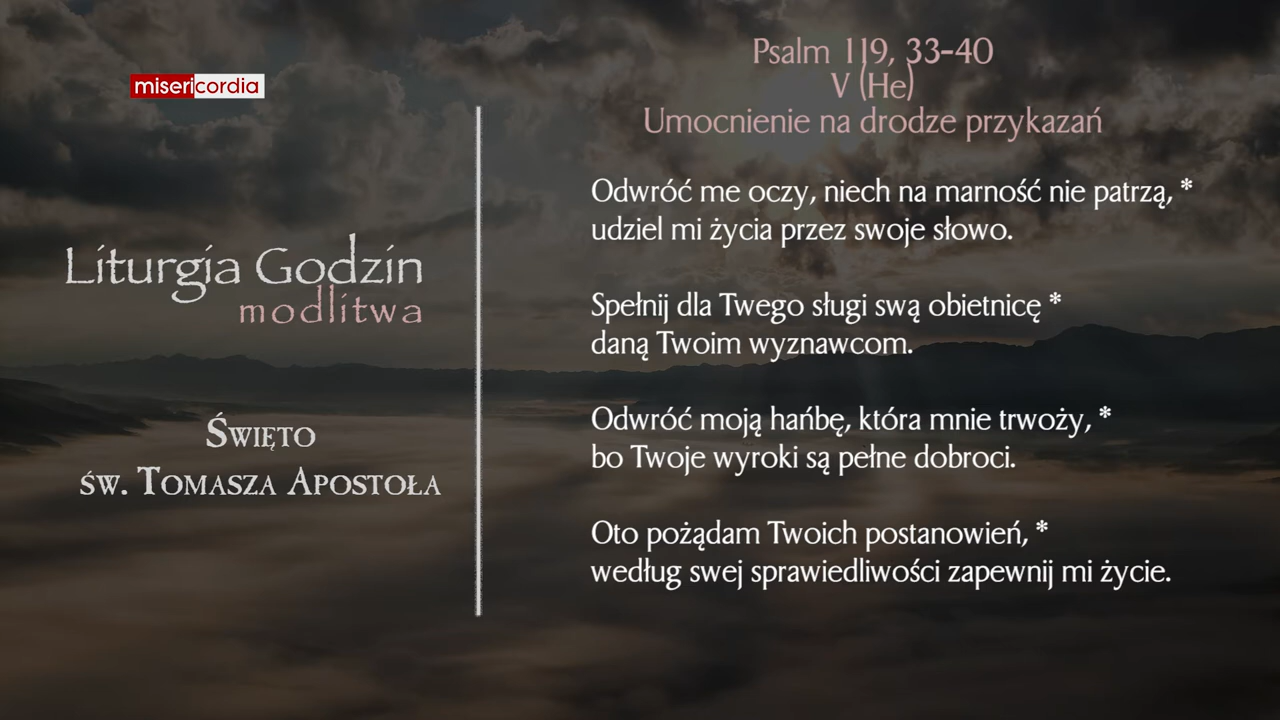 misericordia
Liturgia Godzin
modlitwa
Święto
św. Tomasza Apostoła
Psalm 119, 33-40
V (He)
Umocnienie na drodze przykazań
Odwróć me oczy, niech na marność nie patrzą, *
udziel mi życia przez swoje słowo.
Spełnij dla Twego sługi swą obietnicę *
daną Twoim wyznawcom.
Odwróć moją hańbę, która mnie trwoży, *
bo Twoje wyroki są pełne dobroci.
Oto pożądam Twoich postanowień, *
według swej sprawiedliwości zapewnij mi życie.